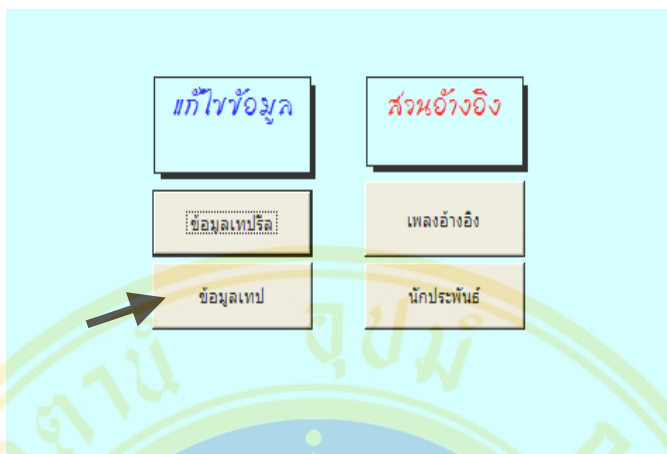 แก้ไขข้อมูล
ส่วนอ้างอิง
ข้อมูลเทปรีล
เพลงอ้างอิง
ข้อมูลเทป
นักประพันธ์